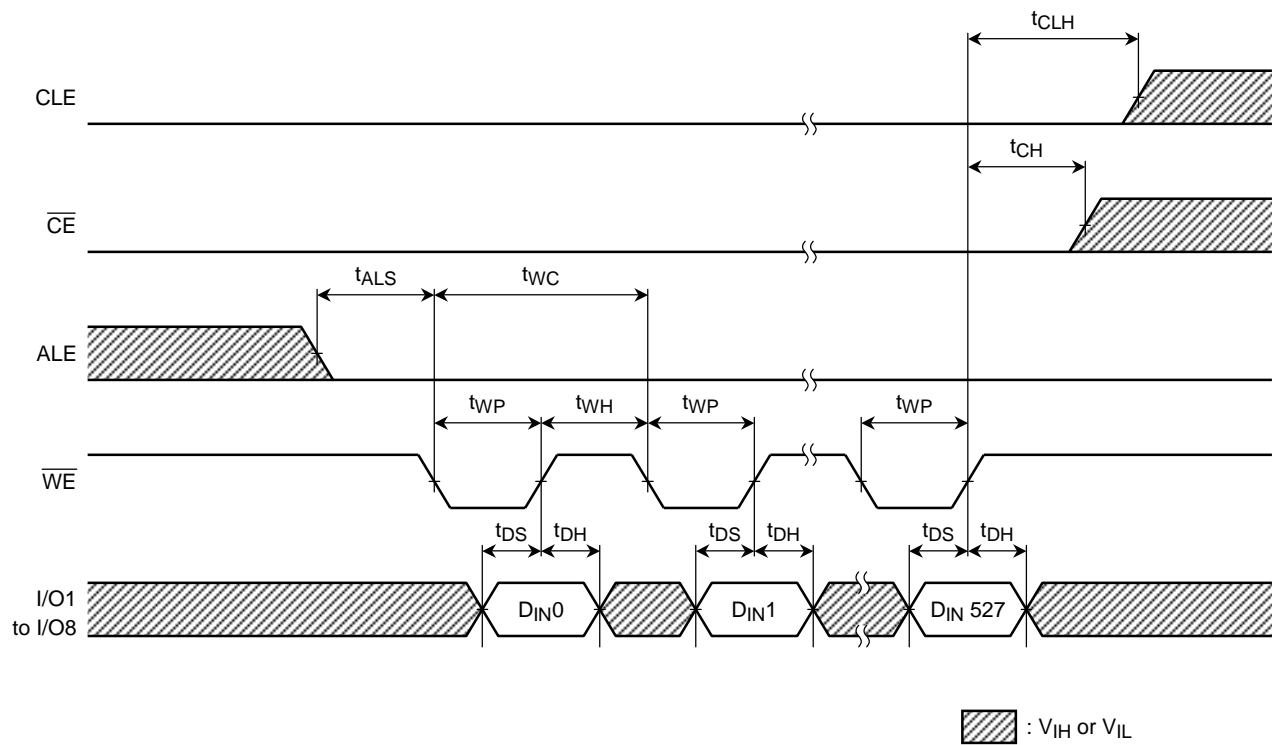 tCLH
CLE
tCH
CE
tALS tWC
ALE
tWP tWH tWP tWP
WE
tDS tDH tDS tDH tDS tDH
I/O1
to I/O8
DIN0 DIN1 DIN 527
: VIH or VIL